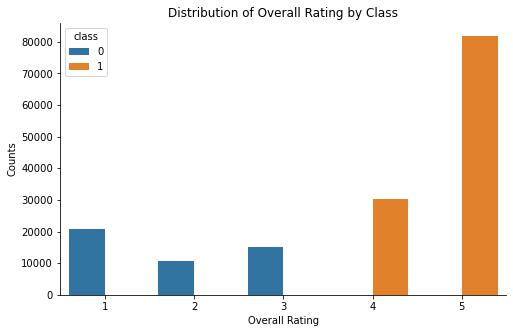 Distribution of Overall Rating by Class
class
0
1
80000
70000
60000
50000
40000
30000
20000
10000
0
Counts
1 2 3 4 5
Overall Rating